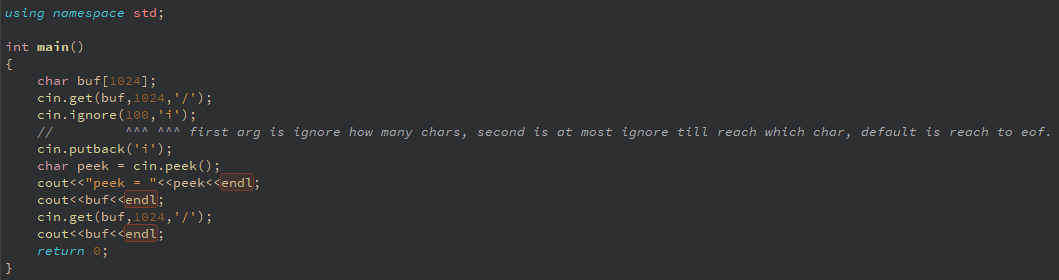 using namespace std;
int main()
{
char buf[1024];
cin.get(buf,1024,'/');
cin.ignore(100,'i');
// ^^^ ^^^ first arg is ignore how many chars, second is at most ignore till reach which char, default is reach to eof.
cin.putback('i');
char peek = cin.peek();
cout<<"peek = "<<peek<<endl;
cout<<buf<<endl;
cin.get(buf,1024,'/');
cout<<buf<<endl;
return 0;
}